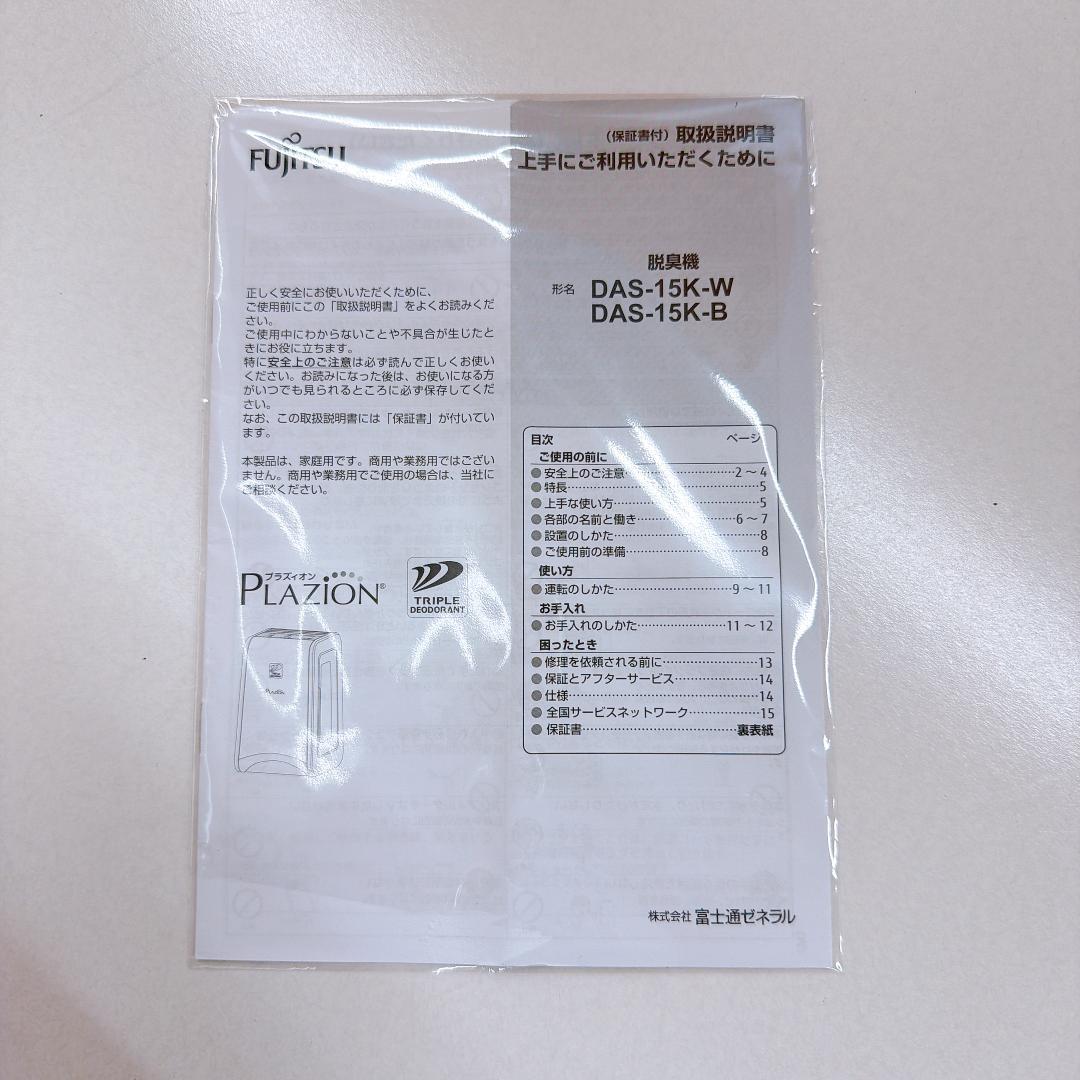 FUJITSU
（保証書付）取扱説明書
上手にご利用いただくために
脱臭機
形名 DAS-15K-W
DAS-15K-B
正しく安全にお使いいただくために、
ご使用前にこの「取扱説明書」をよくお読みくだ
さい。
ご使用中にわからないことや不具合が生じたと
きにお役に立ちます。
特に安全上のご注意は必ず読んで正しくお使い
ください。お読みになった後は、お使いになる方
がいつでも見られるところに必ず保存してくだ
さい。
なお、この取扱説明書には「保証書」が付いてい
ます。
本製品は、家庭用です。商用や業務用ではござい
ません。商用や業務用でご使用の場合は、当社に
ご相談ください。
プラズィオン
PLAZION®
TRIPLE
DEODORANT
目次 ページ
ご使用の前に
●安全上のご注意…………………2～4
●特長…………………5
●上手な使い方…………………5
●各部の名前と働き…………………6～7
●設置のしかた…………………8
●ご使用前の準備…………………8
使い方
●運転のしかた…………………9～11
お手入れ
●お手入れのしかた…………………11～12
困ったとき
●修理を依頼される前に…………………13
●保証とアフターサービス…………………14
●仕様…………………14
●全国サービスネットワーク…………………15
●保証書…………………裏表紙
株式会社 富士通ゼネラル